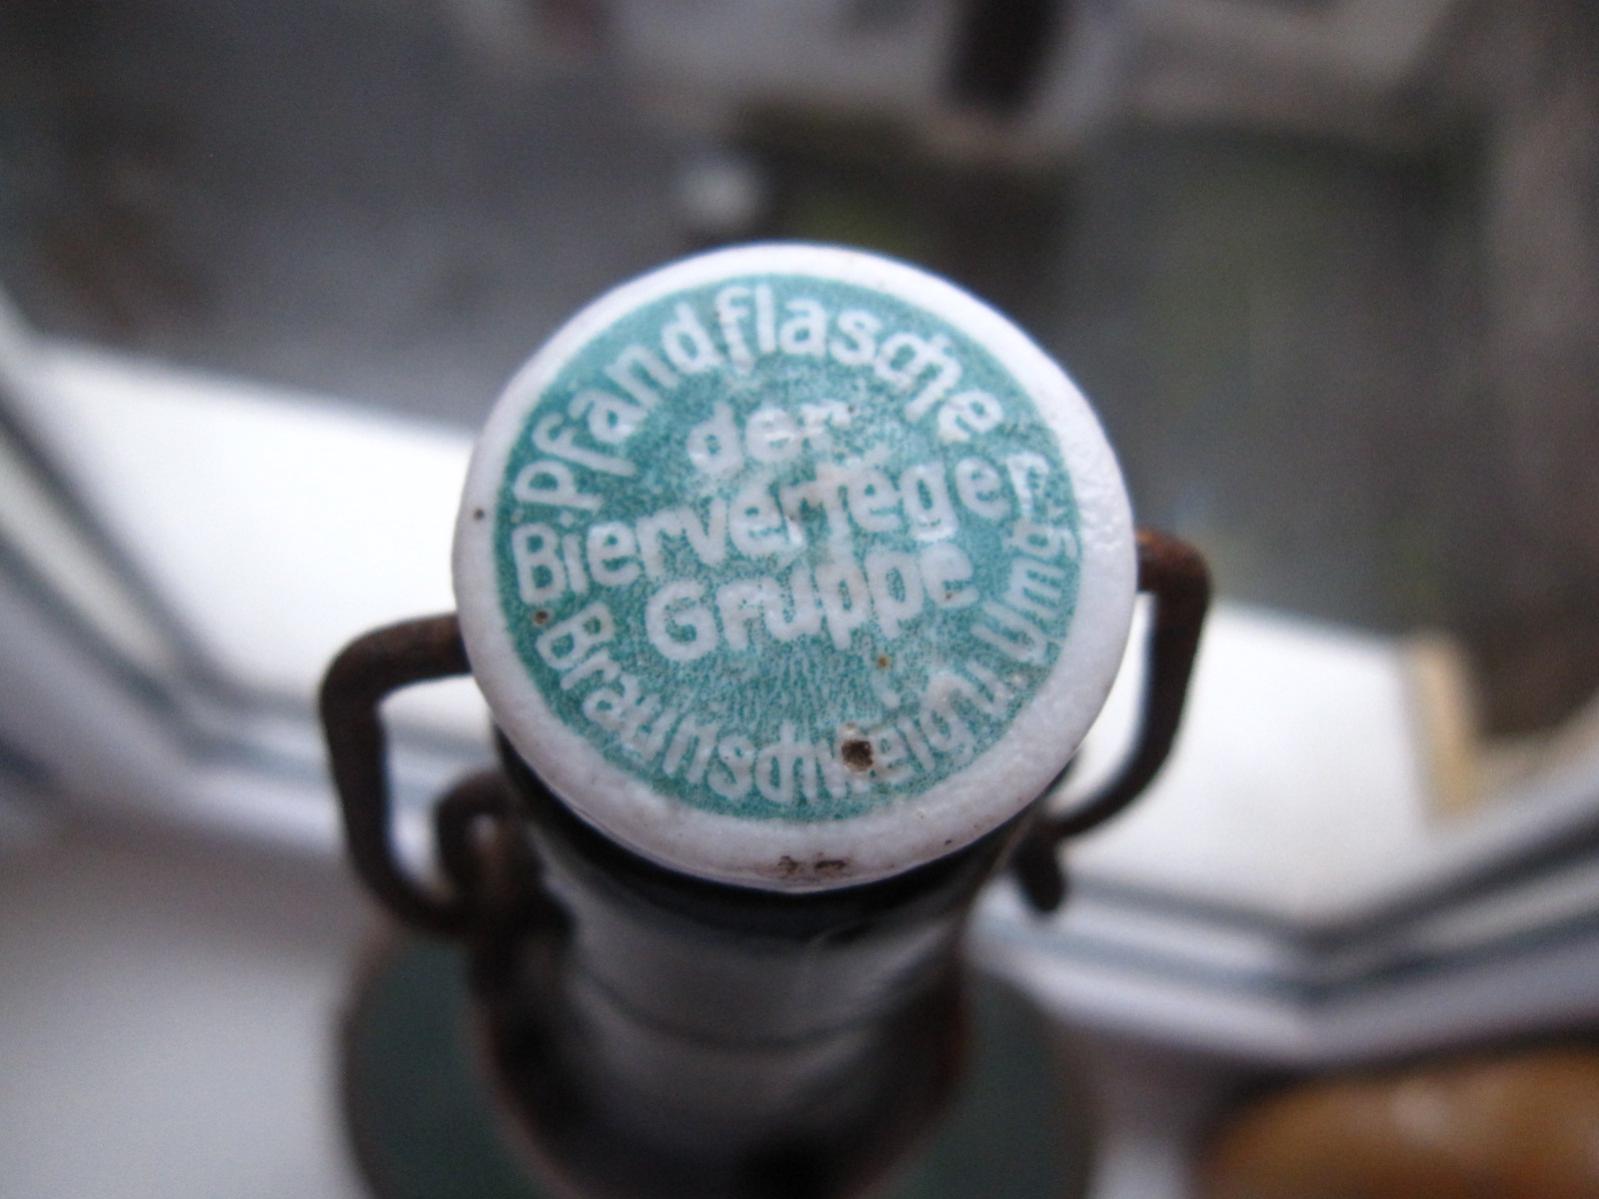 Pfandflasche
der
Bierverleger
Gruppe
Braunschweig u. Umg.